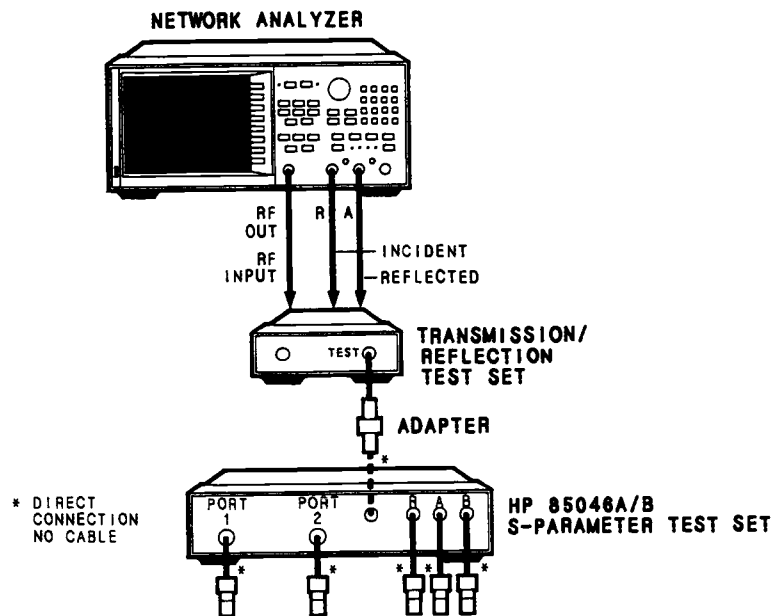 NETWORK ANALYZER
RF
OUT
R
A
RF
INPUT
INCIDENT
REFLECTED
TEST
TRANSMISSION/
REFLECTION
TEST SET
ADAPTER
*
* DIRECT
CONNECTION
NO CABLE
PORT
1
PORT
2
R
A
B
HP 85046A/B
S-PARAMETER TEST SET
*
*
*
*
*